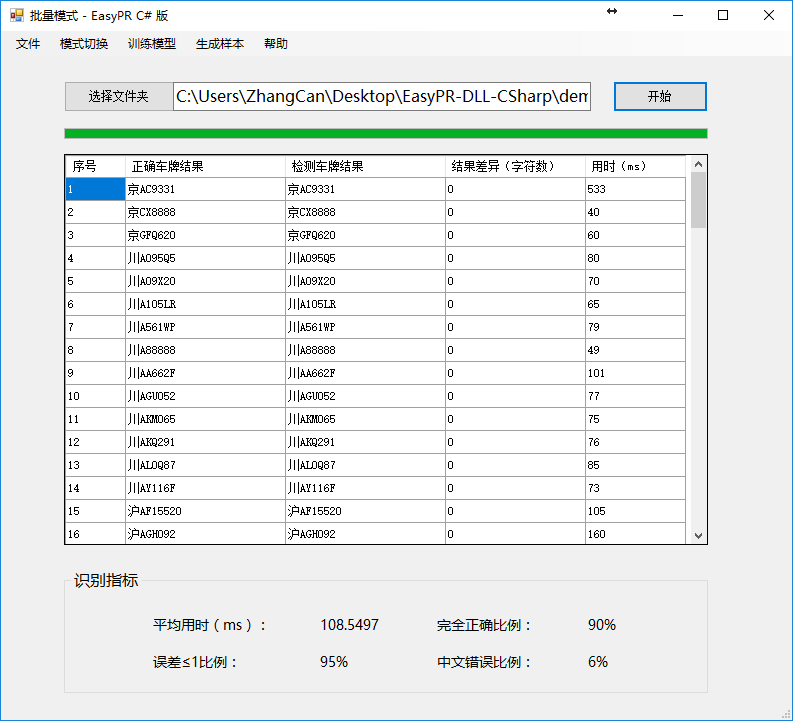 批量模式 - EasyPR C# 版
文件 模式切换 训练模型 生成样本 帮助
选择文件夹 C:\Users\ZhangCan\Desktop\EasyPR-DLL-CSharp\dem 开始
序号 正确车牌结果 检测车牌结果 结果差异（字符数） 用时（ms）
1 京AC9331 京AC9331 0 533
2 京CX8888 京CX8888 0 40
3 京GFQ620 京GFQ620 0 60
4 川A095Q5 川A095Q5 0 80
5 川A09X20 川A09X20 0 70
6 川A105LR 川A105LR 0 65
7 川A561WP 川A561WP 0 79
8 川A88888 川A88888 0 49
9 川AA662F 川AA662F 0 101
10 川AGU052 川AGU052 0 77
11 川AKM065 川AKM065 0 75
12 川AKQ291 川AKQ291 0 76
13 川AL0Q87 川AL0Q87 0 85
14 川AY116F 川AY116F 0 73
15 沪AF15520 沪AF15520 0 105
16 沪AGH092 沪AGH092 0 160
识别指标
平均用时（ms）： 108.5497 完全正确比例： 90%
误差≤1比例： 95% 中文错误比例： 6%